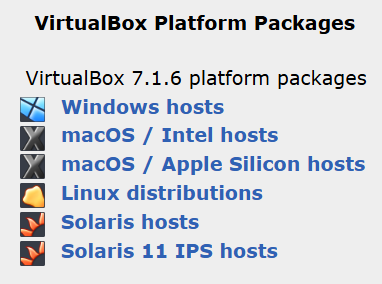 VirtualBox Platform Packages
VirtualBox 7.1.6 platform packages
Windows hosts
macOS / Intel hosts
macOS / Apple Silicon hosts
Linux distributions
Solaris hosts
Solaris 11 IPS hosts